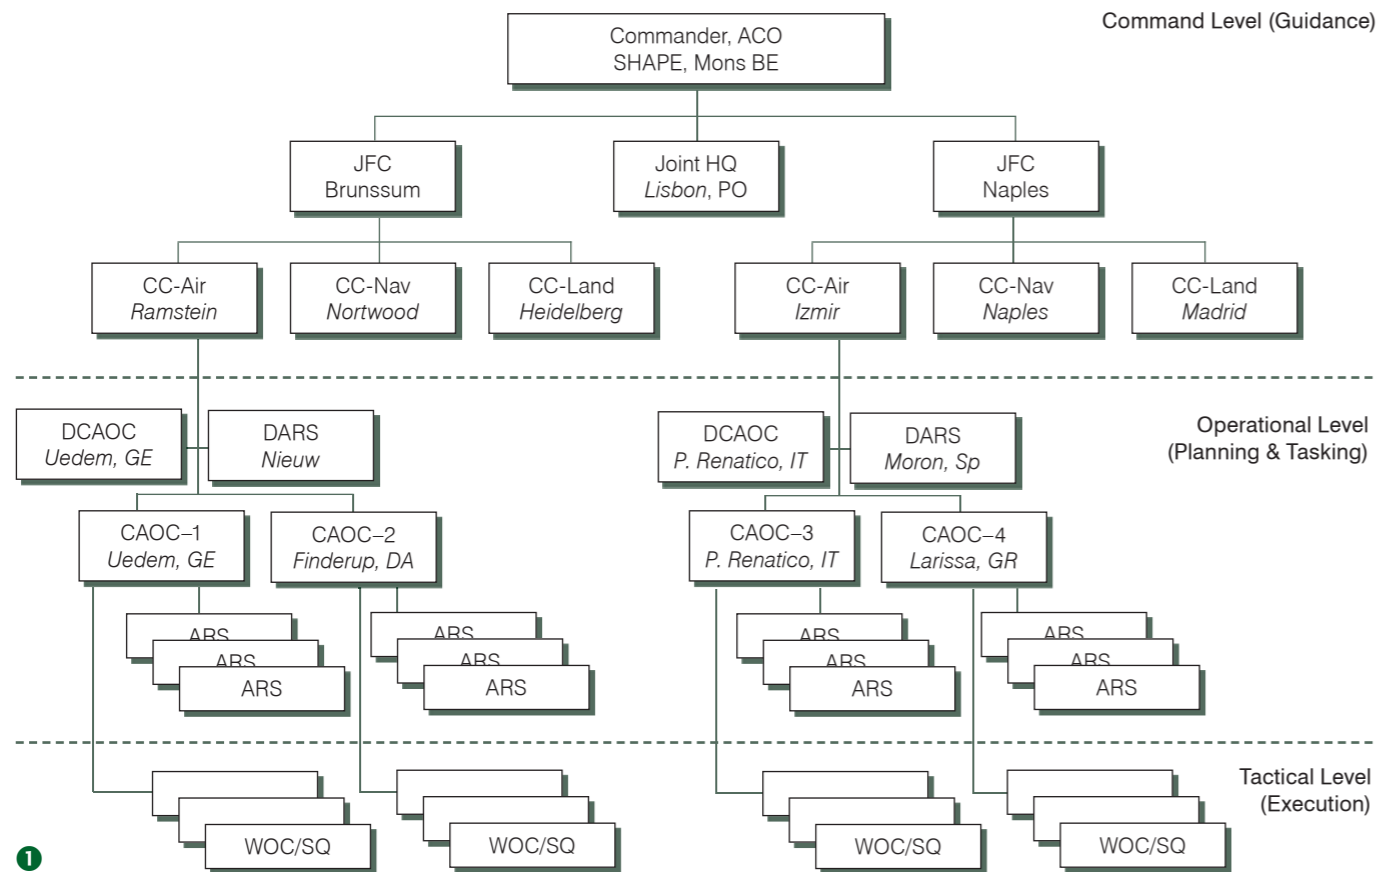 Command Level (Guidance)
Commander, ACO
SHAPE, Mons BE
JFC
Brunssum
Joint HQ
Lisbon, PO
JFC
Naples
CC-Air
Ramstein
CC-Nav
Nortwood
CC-Land
Heidelberg
CC-Air
Izmir
CC-Nav
Naples
CC-Land
Madrid
Operational Level
(Planning & Tasking)
DCAOC
Uedem, GE
DARS
Nieuw
DCAOC
P. Renatico, IT
DARS
Moron, Sp
CAOC–1
Uedem, GE
CAOC–2
Finderup, DA
CAOC–3
P. Renatico, IT
CAOC–4
Larissa, GR
ARS
ARS
ARS
ARS
ARS
ARS
ARS
ARS
ARS
ARS
ARS
ARS
Tactical Level
(Execution)
WOC/SQ
WOC/SQ
WOC/SQ
WOC/SQ
1